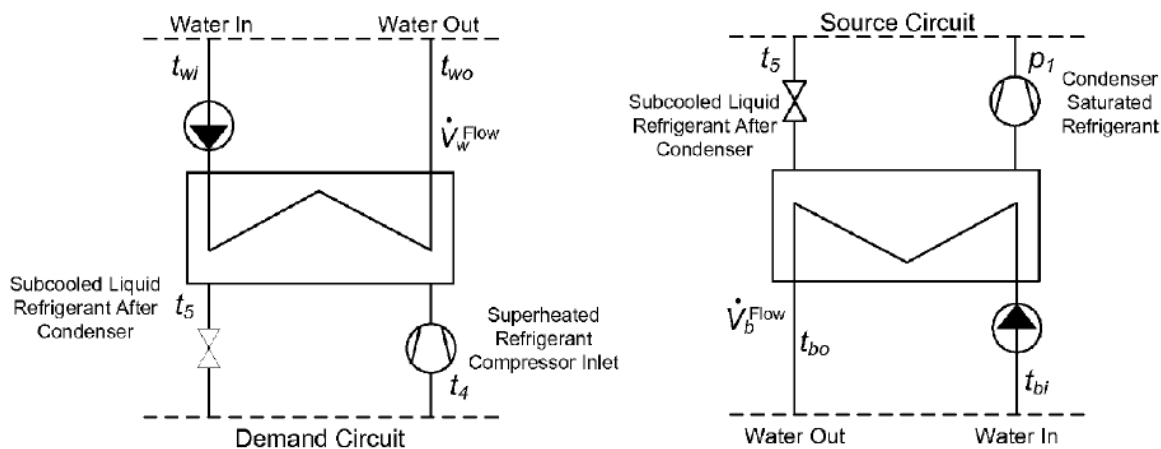 Water In
Water Out
t_wi
t_wo
V̇_w^Flow
Subcooled Liquid
Refrigerant After
Condenser
t_5
Superheated
Refrigerant
Compressor Inlet
t_4
Demand Circuit
Source Circuit
t_5
p_1
Subcooled Liquid
Refrigerant After
Condenser
Condenser
Saturated
Refrigerant
V̇_b^Flow
t_bo
t_bi
Water Out
Water In